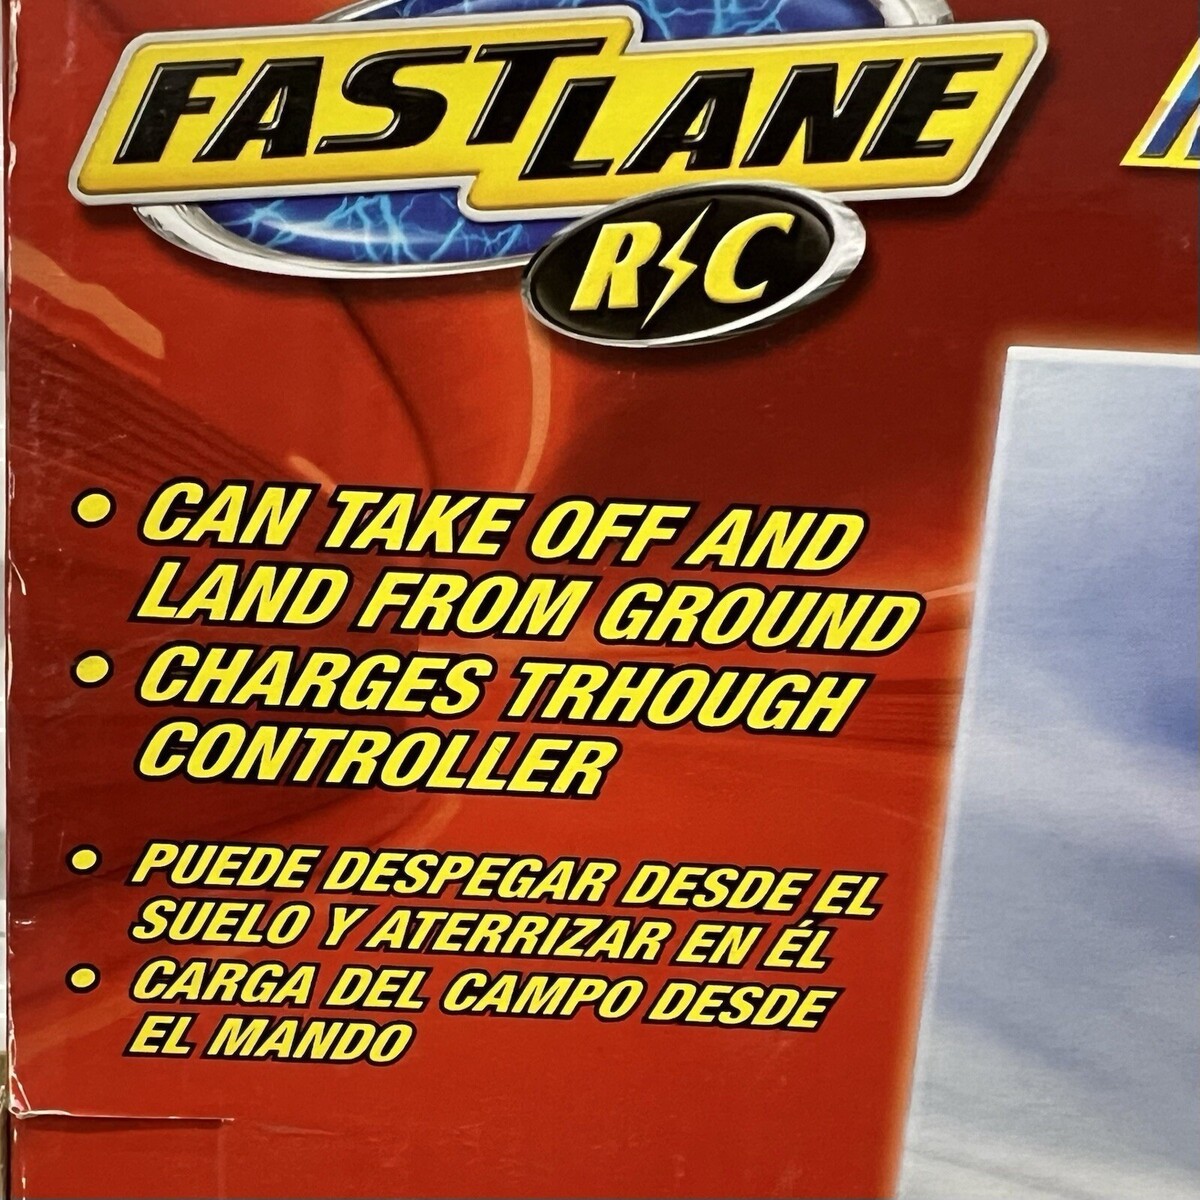 FAST LANE
R C
• CAN TAKE OFF AND
LAND FROM GROUND
• CHARGES TRHOUGH
CONTROLLER
• PUEDE DESPEGAR DESDE EL
SUELO Y ATERRIZAR EN ÉL
• CARGA DEL CAMPO DESDE
EL MANDO